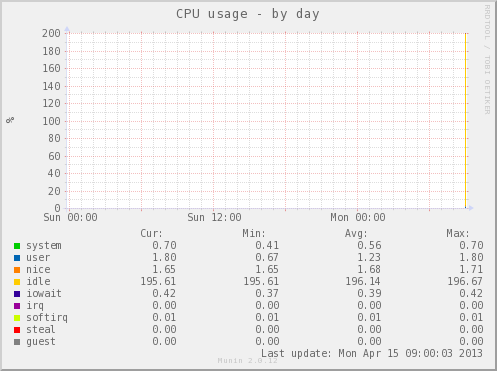 CPU usage - by day
RRDTOOL / TOBI OETIKER
%
200
180
160
140
120
100
80
60
40
20
0
Sun 00:00 Sun 12:00 Mon 00:00
Cur: Min: Avg: Max:
system 0.70 0.41 0.56 0.70
user 1.80 0.67 1.23 1.80
nice 1.65 1.65 1.68 1.71
idle 195.61 195.61 196.14 196.67
iowait 0.42 0.37 0.39 0.42
irq 0.00 0.00 0.00 0.00
softirq 0.01 0.01 0.01 0.01
steal 0.00 0.00 0.00 0.00
guest 0.00 0.00 0.00 0.00
Last update: Mon Apr 15 09:00:03 2013
Munin 2.0.12